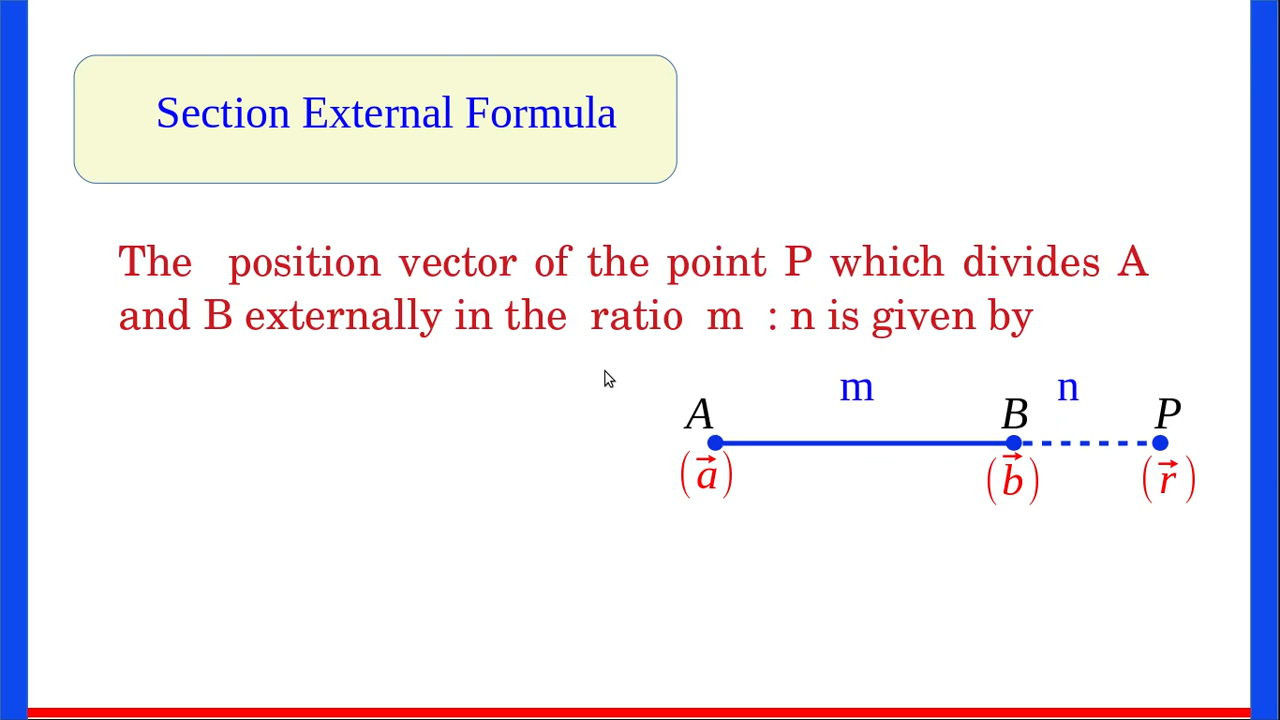 Section External Formula
The position vector of the point P which divides A
and B externally in the ratio m : n is given by
m n
A B P
(a⃗) (b⃗) (r⃗)